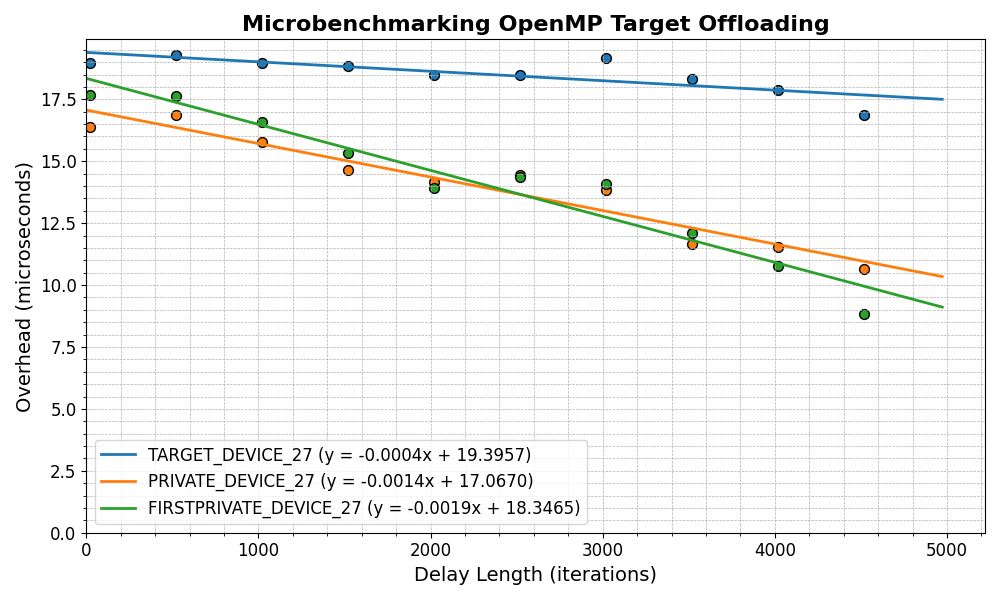 Microbenchmarking OpenMP Target Offloading
Overhead (microseconds)
17.5
15.0
12.5
10.0
7.5
5.0
2.5
0.0
TARGET_DEVICE_27 (y = -0.0004x + 19.3957)
PRIVATE_DEVICE_27 (y = -0.0014x + 17.0670)
FIRSTPRIVATE_DEVICE_27 (y = -0.0019x + 18.3465)
0 1000 2000 3000 4000 5000
Delay Length (iterations)